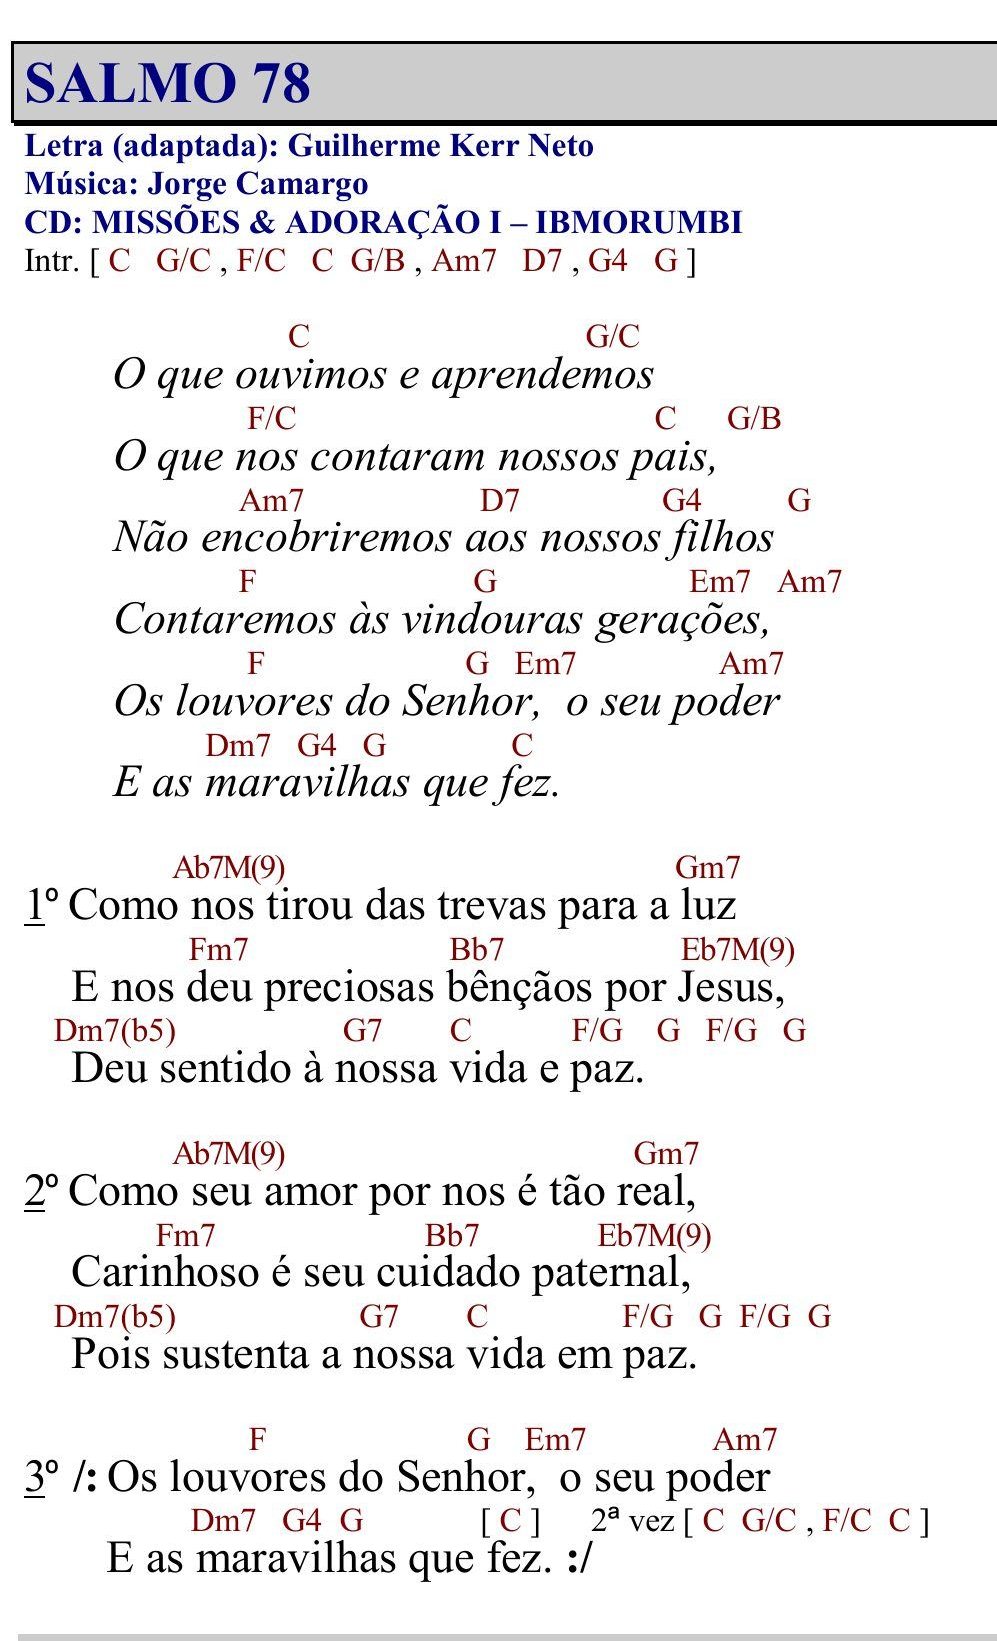 SALMO 78
Letra (adaptada): Guilherme Kerr Neto
Música: Jorge Camargo
CD: MISSÕES & ADORAÇÃO I – IBMORUMBI
Intr. [ C G/C , F/C C G/B , Am7 D7 , G4 G ]
C G/C
O que ouvimos e aprendemos
F/C C G/B
O que nos contaram nossos pais,
Am7 D7 G4 G
Não encobriremos aos nossos filhos
F G Em7 Am7
Contaremos às vindouras gerações,
F G Em7 Am7
Os louvores do Senhor, o seu poder
Dm7 G4 G C
E as maravilhas que fez.
Ab7M(9) Gm7
1º Como nos tirou das trevas para a luz
Fm7 Bb7 Eb7M(9)
E nos deu preciosas bênçãos por Jesus,
Dm7(b5) G7 C F/G G F/G G
Deu sentido à nossa vida e paz.
Ab7M(9) Gm7
2º Como seu amor por nos é tão real,
Fm7 Bb7 Eb7M(9)
Carinhoso é seu cuidado paternal,
Dm7(b5) G7 C F/G G F/G G
Pois sustenta a nossa vida em paz.
F G Em7 Am7
3º /: Os louvores do Senhor, o seu poder
Dm7 G4 G [ C ] 2ª vez [ C G/C , F/C C ]
E as maravilhas que fez. :/